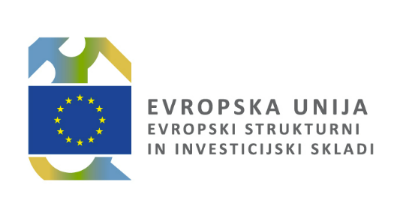 EVROPSKA UNIJA
EVROPSKI STRUKTURNI
IN INVESTICIJSKI SKLADI